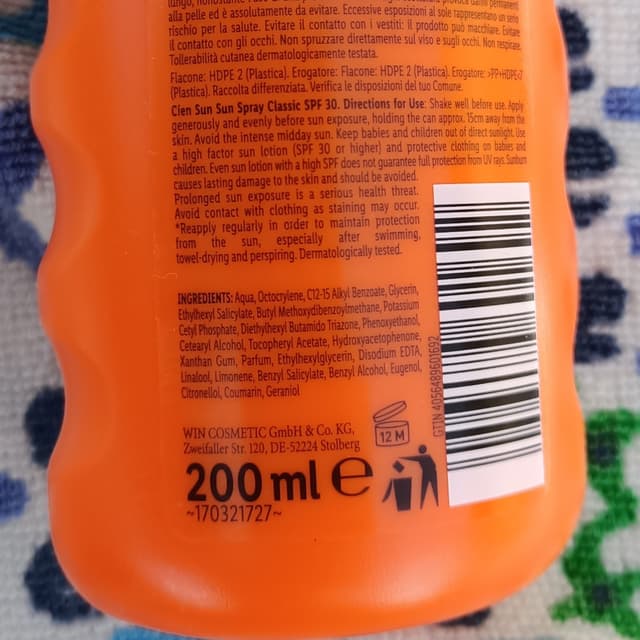 lungo, nonostante l'uso
alla pelle ed è assolutamente da evitare. Eccessive esposizioni al sole rappresentano un serio
rischio per la salute. Evitare il contatto con i vestiti: il prodotto può macchiare. Evitare
il contatto con gli occhi. Non spruzzare direttamente sul viso e sugli occhi. Non respirare.
Tollerabilità cutanea dermatologicamente testata.
Flacone: HDPE 2 (Plastica). Erogatore: Flacone: HDPE 2 (Plastica). Erogatore: >PP+HDPE<7
(Plastica). Raccolta differenziata. Verifica le disposizioni del tuo Comune.
Cien Sun Sun Spray Classic SPF 30. Directions for Use: Shake well before use. Apply
generously and evenly before sun exposure, holding the can approx. 15cm away from the
skin. Avoid the intense midday sun. Keep babies and children out of direct sunlight. Use
a high factor sun lotion (SPF 30 or higher) and protective clothing on babies and
children. Even sun lotion with a high SPF does not guarantee full protection from UV rays. Sunburn
causes lasting damage to the skin and should be avoided.
Prolonged sun exposure is a serious health threat.
Avoid contact with clothing as staining may occur.
*Reapply regularly in order to maintain protection
from the sun, especially after swimming,
towel-drying and perspiring. Dermatologically tested.
INGREDIENTS: Aqua, Octocrylene, C12-15 Alkyl Benzoate, Glycerin,
Ethylhexyl Salicylate, Butyl Methoxydibenzoylmethane, Potassium
Cetyl Phosphate, Diethylhexyl Butamido Triazone, Phenoxyethanol,
Cetearyl Alcohol, Tocopheryl Acetate, Hydroxyacetophenone,
Xanthan Gum, Parfum, Ethylhexylglycerin, Disodium EDTA,
Linalool, Limonene, Benzyl Salicylate, Benzyl Alcohol, Eugenol,
Citronellol, Coumarin, Geraniol
GTIN 4056489601692
12 M
WIN COSMETIC GmbH & Co. KG,
Zweifaller Str. 120, DE-52224 Stolberg
200 ml e
~170321727~